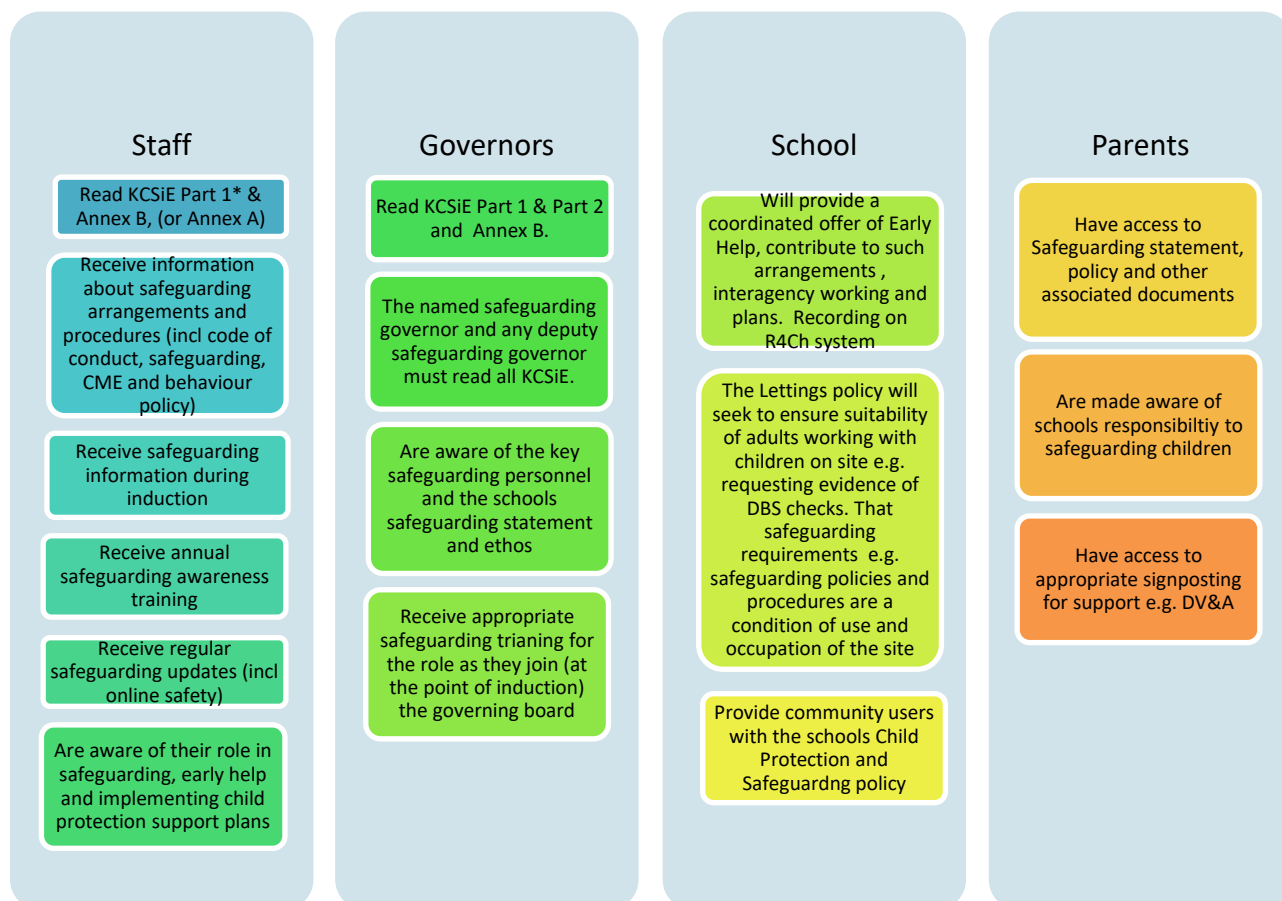 Staff
Read KCSiE Part 1* &
Annex B, (or Annex A)
Receive information
about safeguarding
arrangements and
procedures (incl code of
conduct, safeguarding,
CME and behaviour
policy)
Receive safeguarding
information during
induction
Receive annual
safeguarding awareness
training
Receive regular
safeguarding updates (incl
online safety)
Are aware of their role in
safeguarding, early help
and implementing child
protection support plans
Governors
Read KCSiE Part 1 & Part 2
and Annex B.
The named safeguarding
governor and any deputy
safeguarding governor
must read all KCSiE.
Are aware of the key
safeguarding personnel
and the schools
safeguarding statement
and ethos
Receive appropriate
safeguarding trianing for
the role as they join (at
the point of induction)
the governing board
School
Will provide a
coordinated offer of Early
Help, contribute to such
arrangements ,
interagency working and
plans. Recording on
R4Ch system
The Lettings policy will
seek to ensure suitability
of adults working with
children on site e.g.
requesting evidence of
DBS checks. That
safeguarding
requirements e.g.
safeguarding policies and
procedures are a
condition of use and
occupation of the site
Provide community users
with the schools Child
Protection and
Safeguardng policy
Parents
Have access to
Safeguarding statement,
policy and other
associated documents
Are made aware of
schools responsibiltiy to
safeguarding children
Have access to
appropriate signposting
for support e.g. DV&A